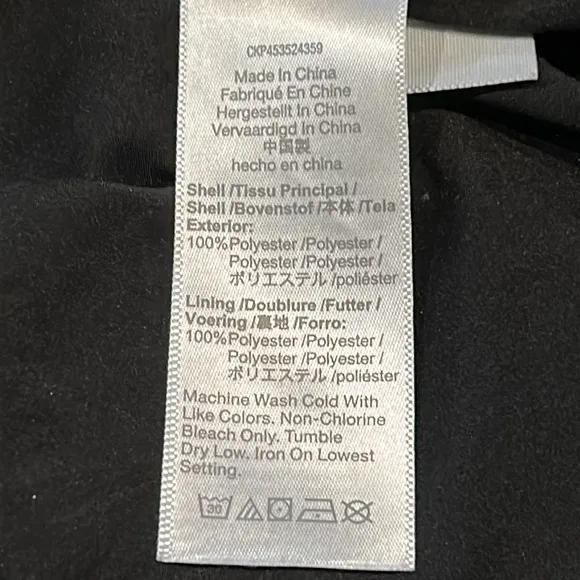 CKP453524359
Made In China
Fabriqué En Chine
Hergestellt In China
Vervaardigd In China
中国製
hecho en china
Shell /Tissu Principal /
Shell /Bovenstof /本体 /Tela
Exterior:
100%Polyester /Polyester /
Polyester /Polyester /
ポリエステル /poliéster
Lining /Doublure /Futter /
Voering /裏地 /Forro:
100%Polyester /Polyester /
Polyester /Polyester /
ポリエステル /poliéster
Machine Wash Cold With
Like Colors. Non-Chlorine
Bleach Only. Tumble
Dry Low. Iron On Lowest
Setting.
30